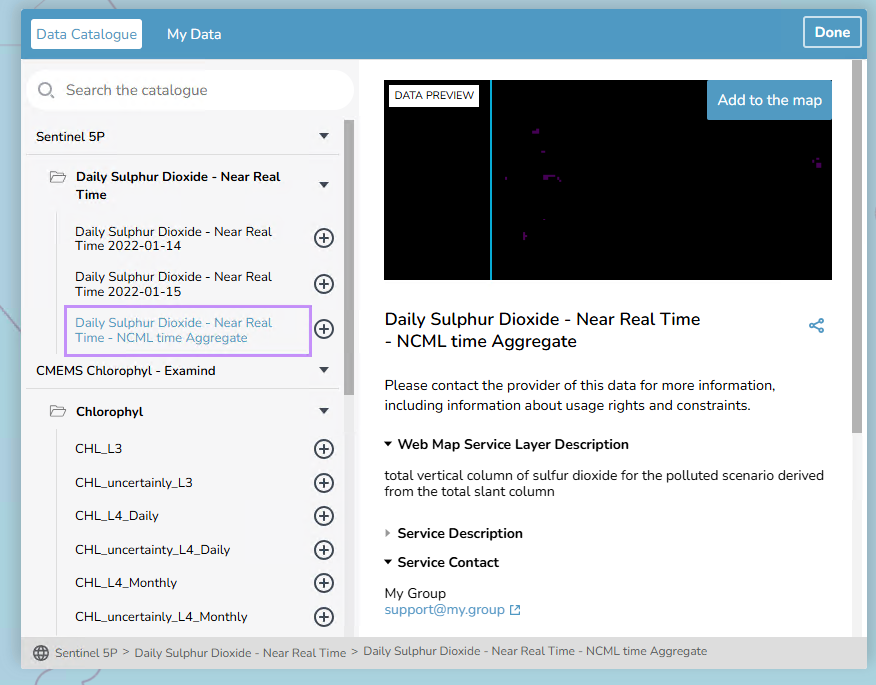 Data Catalogue
My Data
Done
Search the catalogue
Sentinel 5P
Daily Sulphur Dioxide - Near Real
Time
Daily Sulphur Dioxide - Near Real
Time 2022-01-14
Daily Sulphur Dioxide - Near Real
Time 2022-01-15
Daily Sulphur Dioxide - Near Real
Time - NCML time Aggregate
CMEMS Chlorophyl - Examind
Chlorophyl
CHL_L3
CHL_uncertainly_L3
CHL_L4_Daily
CHL_uncertainty_L4_Daily
CHL_L4_Monthly
CHL_uncertainly_L4_Monthly
DATA PREVIEW
Add to the map
Daily Sulphur Dioxide - Near Real Time
- NCML time Aggregate
Please contact the provider of this data for more information,
including information about usage rights and constraints.
Web Map Service Layer Description
total vertical column of sulfur dioxide for the polluted scenario derived
from the total slant column
Service Description
Service Contact
My Group
support@my.group
Sentinel 5P > Daily Sulphur Dioxide - Near Real Time > Daily Sulphur Dioxide - Near Real Time - NCML time Aggregate